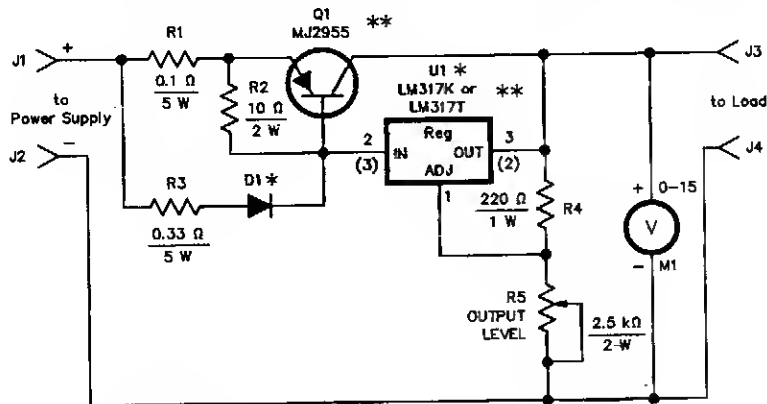 Q1
MJ2955 **
J1 +
R1
0.1 Ω
5 W
R2
10 Ω
2 W
U1 *
LM317K or
LM317T **
J3
to
Power Supply
to Load
J2 -
J4
2
(3)
IN
Reg
OUT
ADJ
3
(2)
1
R3
0.33 Ω
5 W
D1*
220 Ω
1 W
R4
+ 0-15
V
- M1
R5
OUTPUT
LEVEL
2.5 kΩ
2-W